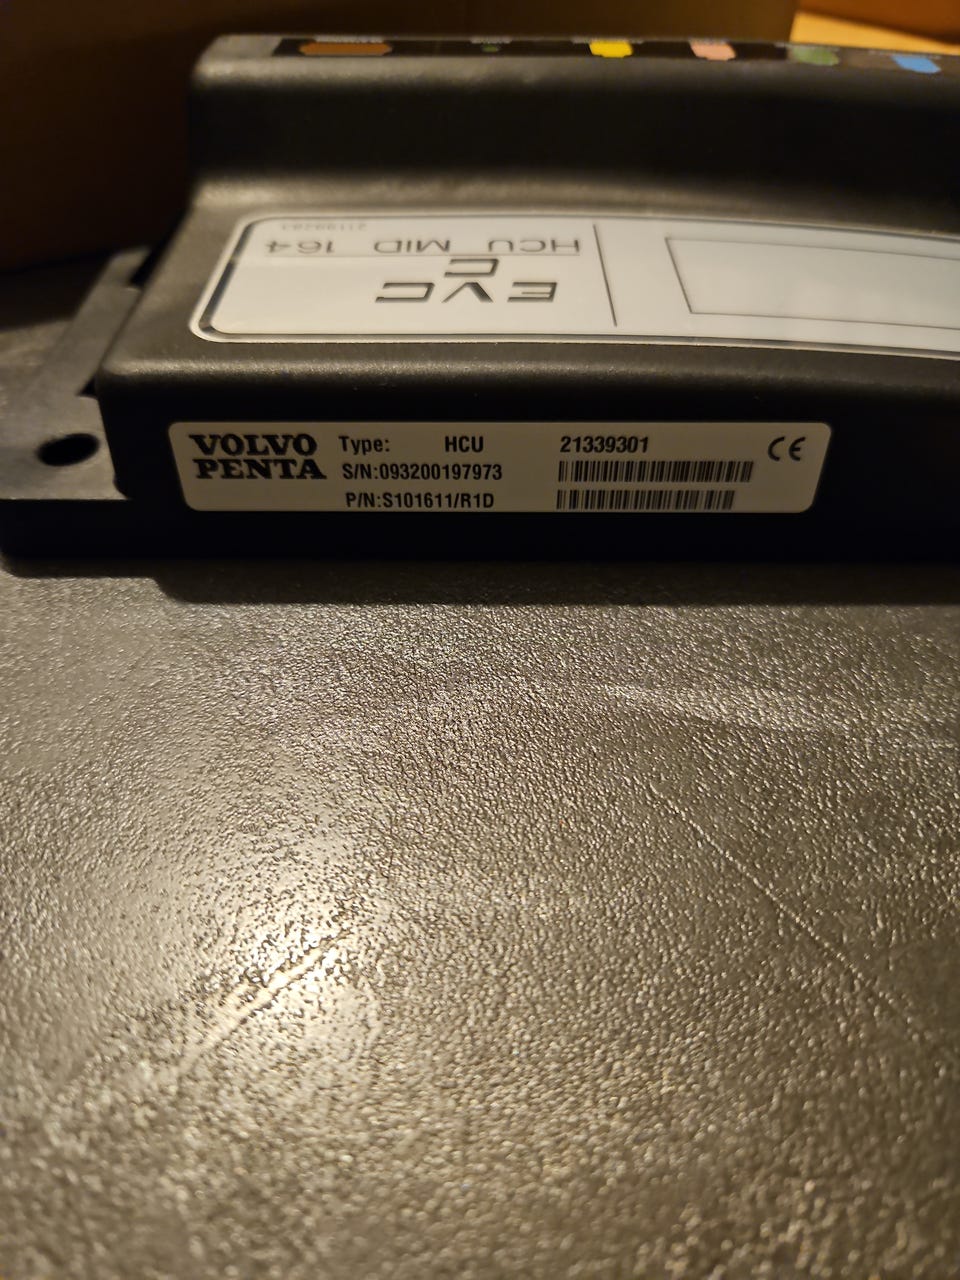 HCU MID 164
EVC
C
VOLVO PENTA
Type: HCU 21339301
S/N:093200197973
P/N:S101611/R1D
CE